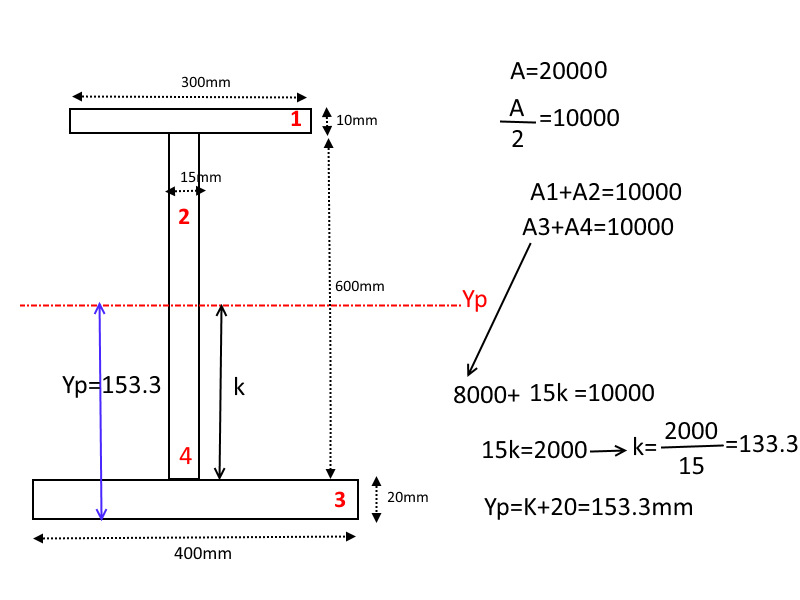 300mm
1
10mm
15mm
2
600mm
Yp
Yp=153.3
k
4
3
20mm
400mm
A=20000
A
2
=10000
A1+A2=10000
A3+A4=10000
8000+ 15k =10000
15k=2000
k=
2000
15
=133.3
Yp=K+20=153.3mm